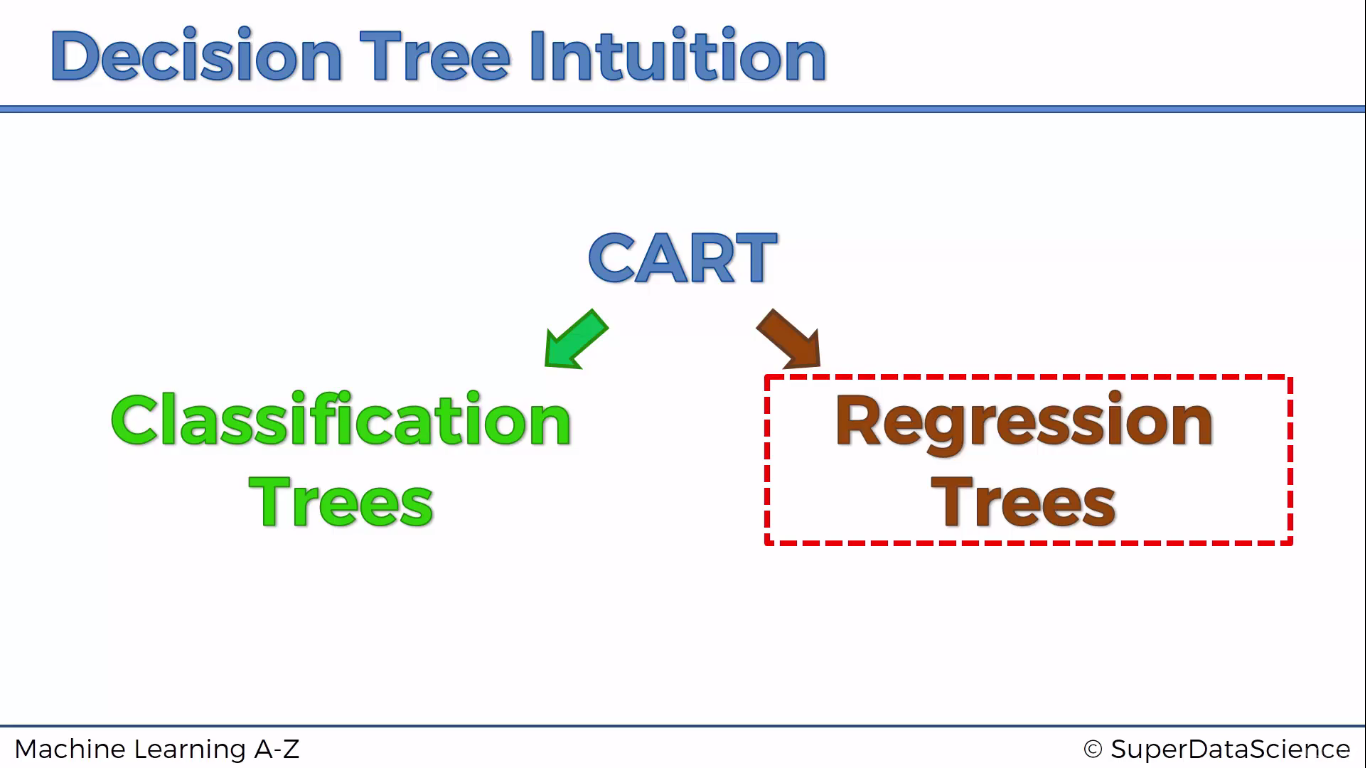 Decision Tree Intuition
CART
Classification
Trees
Regression
Trees
Machine Learning A-Z
© SuperDataScience